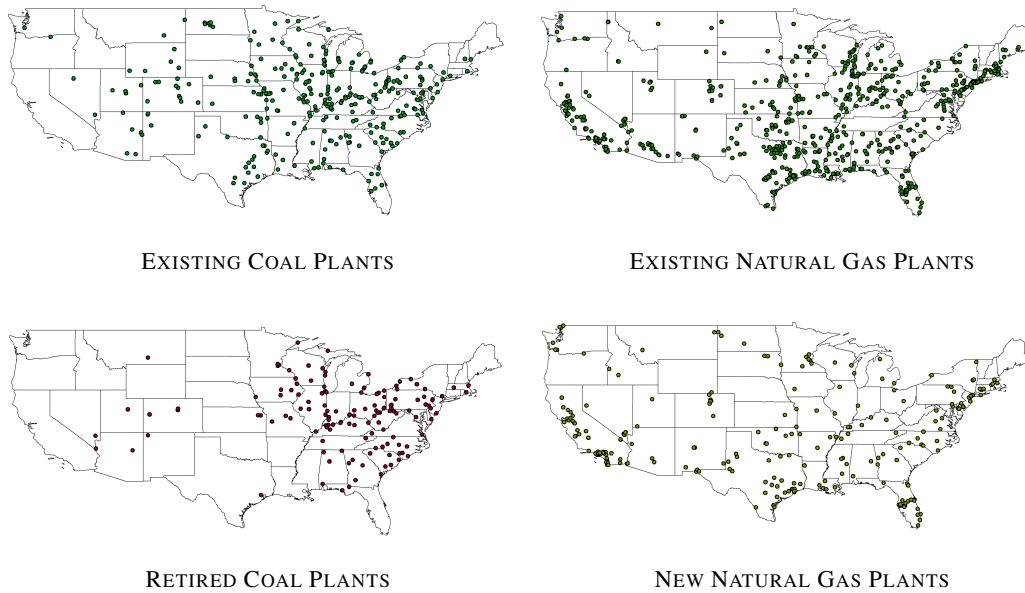 EXISTING COAL PLANTS
EXISTING NATURAL GAS PLANTS
RETIRED COAL PLANTS
NEW NATURAL GAS PLANTS